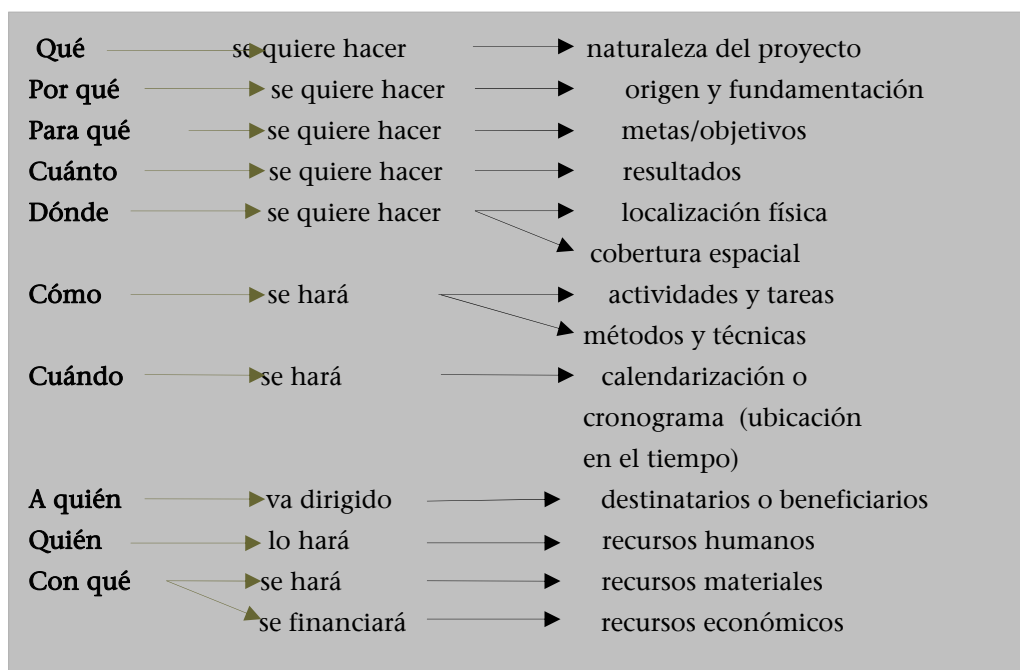 Qué se quiere hacer naturaleza del proyecto
Por qué se quiere hacer origen y fundamentación
Para qué se quiere hacer metas/objetivos
Cuánto se quiere hacer resultados
Dónde se quiere hacer localización física
cobertura espacial
Cómo se hará actividades y tareas
métodos y técnicas
Cuándo se hará calendarización o
cronograma (ubicación
en el tiempo)
A quién va dirigido destinatarios o beneficiarios
Quién lo hará recursos humanos
Con qué se hará recursos materiales
se financiará recursos económicos